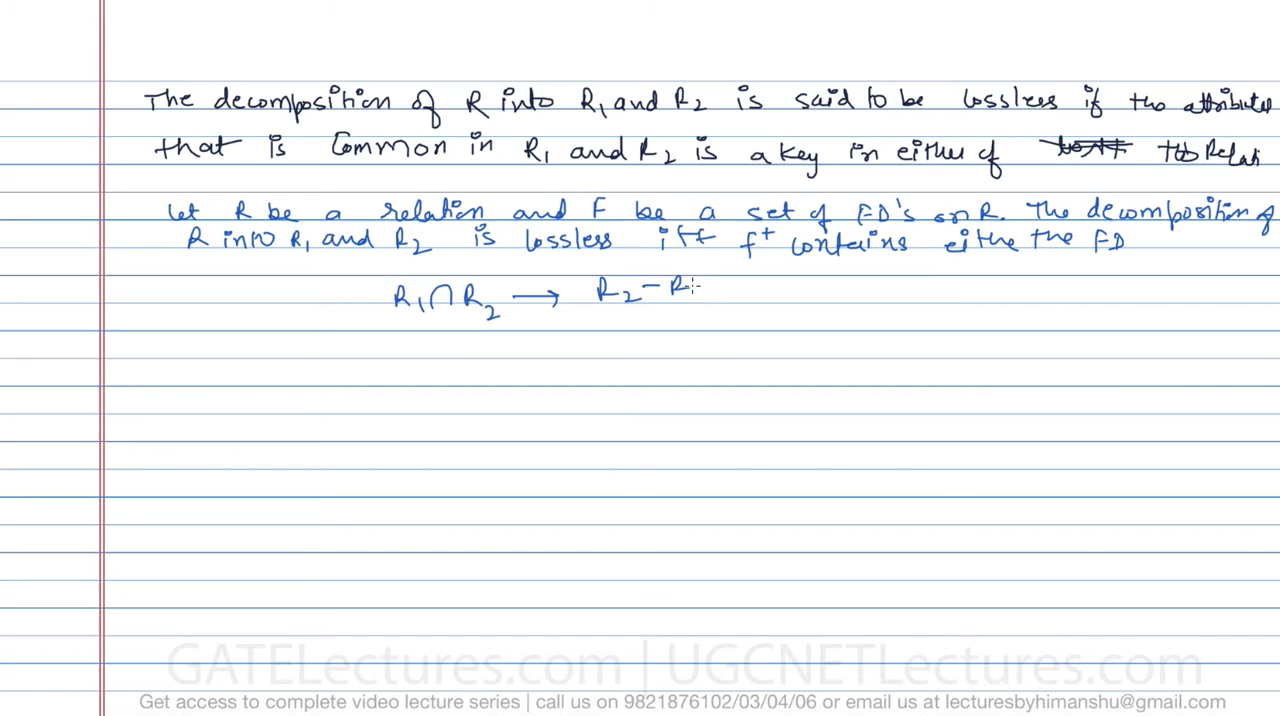 The decomposition of R into R1 and R2 is said to be lossless if the attributes
that is Common in R1 and R2 is a key in either of the Relati
Let R be a relation and F be a set of FD's on R. The decomposition of
R into R1 and R2 is lossless iff f+ contains eithe the FD
R1 ∩ R2 → R2 - R
GATELectures.com | UGCNETLectures.com
Get access to complete video lecture series | call us on 9821876102/03/04/06 or email us at lecturesbyhimanshu@gmail.com